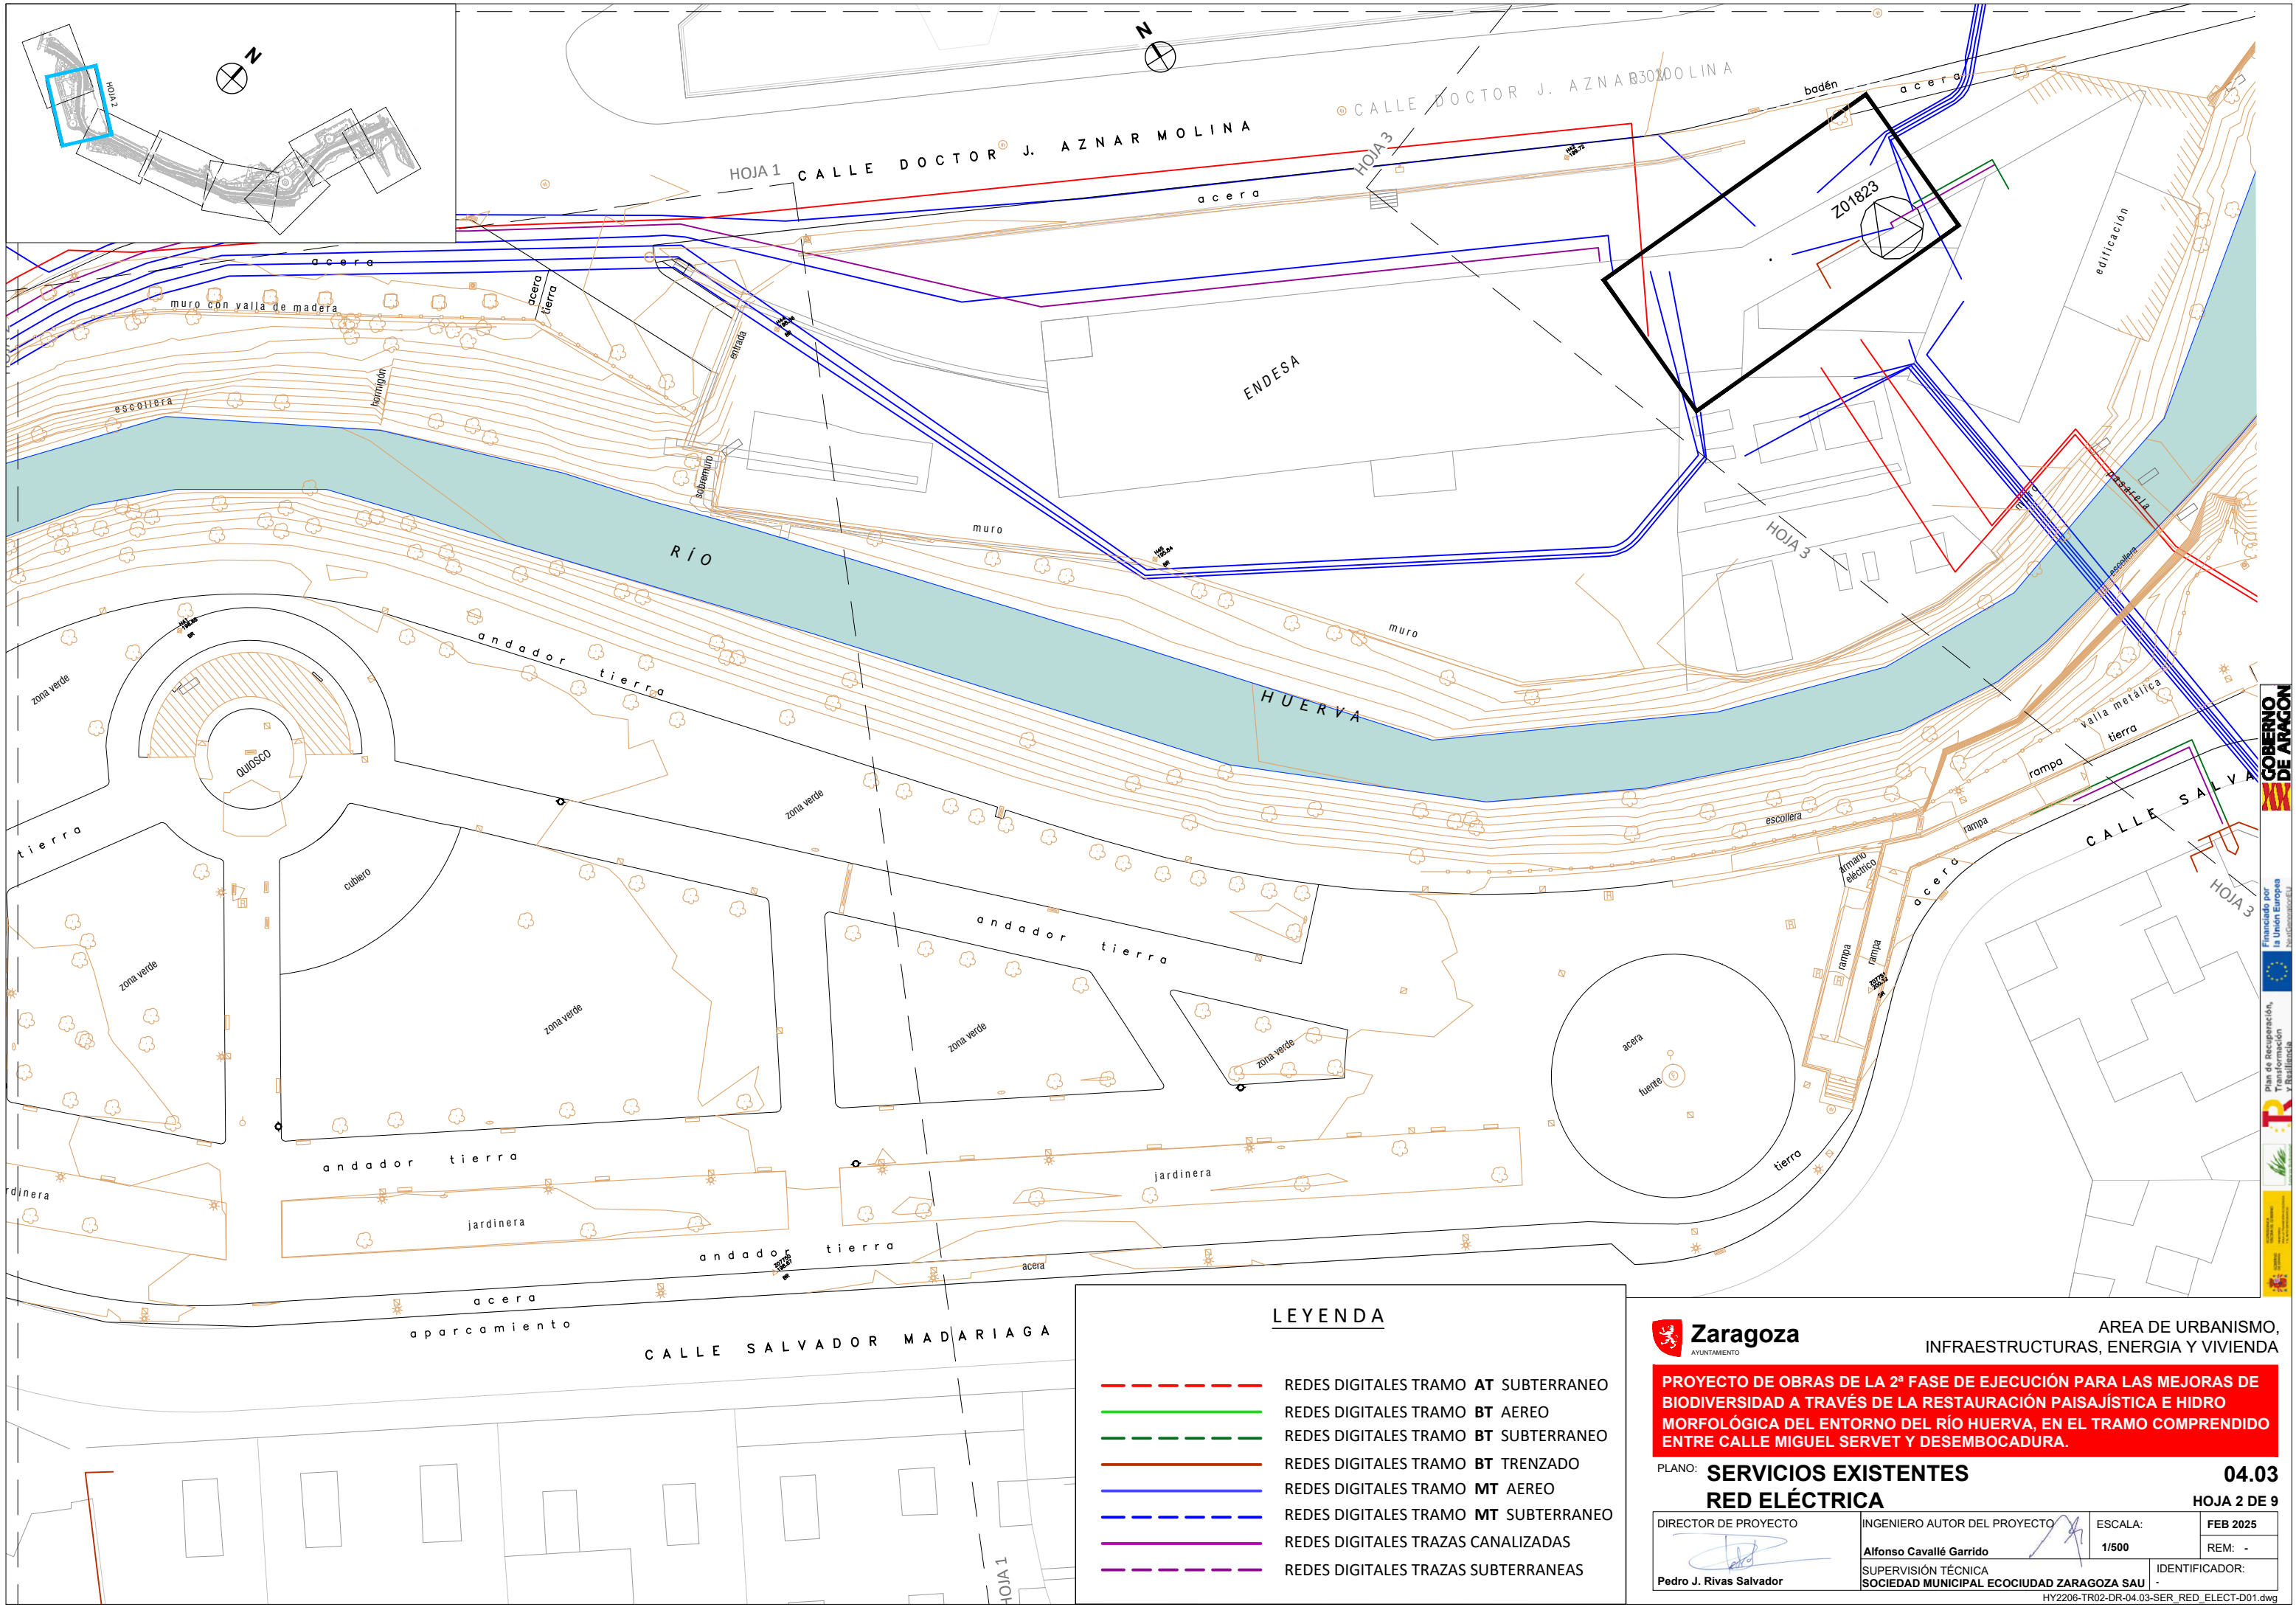 N
HOJA 2
N
CALLE DOCTOR J. AZNAR MOLINA
HOJA 1
CALLE DOCTOR J. AZNAR MOLINA
HOJA 3
badén
acera
acera
acera
Z01823
edificación
acera
tierra
muro con valla de madera
entrada
hormigón
escollera
ENDESA
sobremuro
muro
RÍO
HOJA 3
muro
pasarela
escollera
muro
HUERVA
andador tierra
zona verde
QUIOSCO
zona verde
valla metálica
tierra
rampa
rampa
escollera
CALLE SALVA
tierra
cubiero
armario
eléctrico
acera
HOJA 3
andador tierra
rampa
rampa
zona verde
zona verde
zona verde
zona verde
acera
fuente
andador tierra
jardinera
tierra
rdinera
jardinera
andador tierra
acera
acera
aparcamiento
CALLE SALVADOR MADARIAGA
HOJA 1
LEYENDA
REDES DIGITALES TRAMO AT SUBTERRANEO
REDES DIGITALES TRAMO BT AEREO
REDES DIGITALES TRAMO BT SUBTERRANEO
REDES DIGITALES TRAMO BT TRENZADO
REDES DIGITALES TRAMO MT AEREO
REDES DIGITALES TRAMO MT SUBTERRANEO
REDES DIGITALES TRAZAS CANALIZADAS
REDES DIGITALES TRAZAS SUBTERRANEAS
GOBIERNO
DE ARAGON
Financiado por
la Unión Europea
NextGenerationEU
Plan de Recuperación,
Transformación
y Resiliencia
Zaragoza
AYUNTAMIENTO
AREA DE URBANISMO,
INFRAESTRUCTURAS, ENERGIA Y VIVIENDA
PROYECTO DE OBRAS DE LA 2ª FASE DE EJECUCIÓN PARA LAS MEJORAS DE
BIODIVERSIDAD A TRAVÉS DE LA RESTAURACIÓN PAISAJÍSTICA E HIDRO
MORFOLÓGICA DEL ENTORNO DEL RÍO HUERVA, EN EL TRAMO COMPRENDIDO
ENTRE CALLE MIGUEL SERVET Y DESEMBOCADURA.
PLANO: SERVICIOS EXISTENTES 04.03
RED ELÉCTRICA HOJA 2 DE 9
DIRECTOR DE PROYECTO
Pedro J. Rivas Salvador
INGENIERO AUTOR DEL PROYECTO
Alfonso Cavallé Garrido
ESCALA:
1/500
FEB 2025
REM: -
SUPERVISIÓN TÉCNICA
SOCIEDAD MUNICIPAL ECOCIUDAD ZARAGOZA SAU
IDENTIFICADOR:
-
HY2206-TR02-DR-04.03-SER_RED_ELECT-D01.dwg